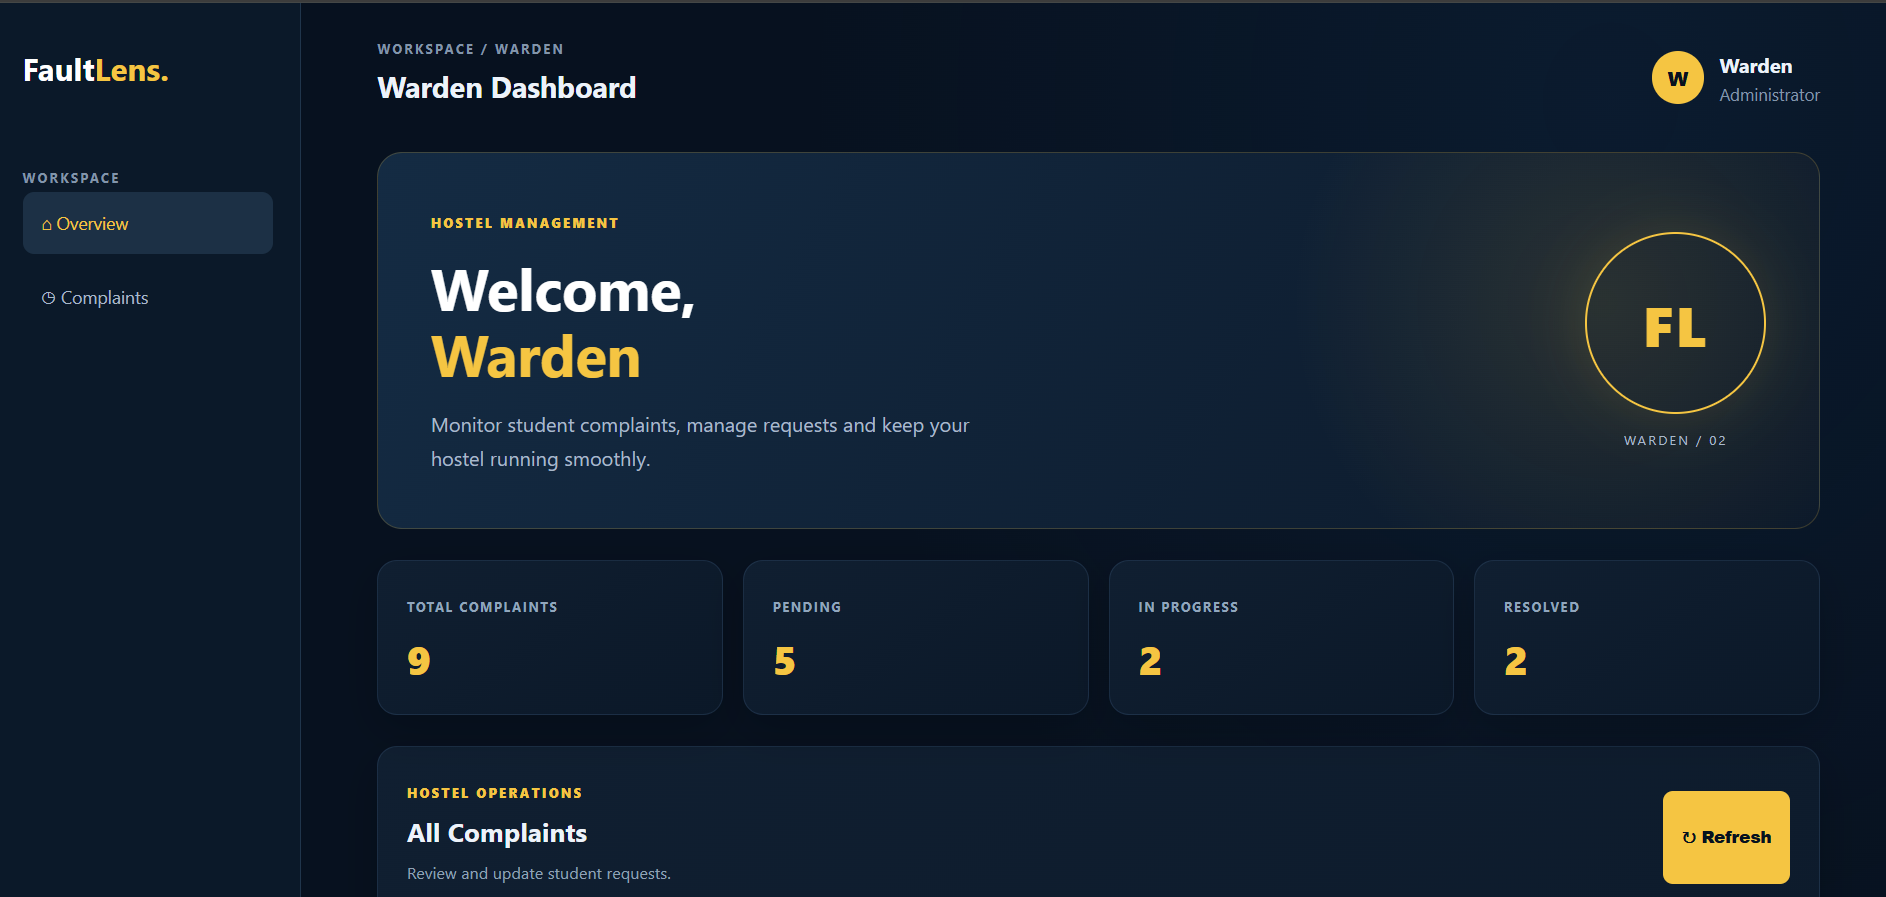 FaultLens.
WORKSPACE
⌂ Overview
◷ Complaints
WORKSPACE / WARDEN
Warden Dashboard
W
Warden
Administrator
HOSTEL MANAGEMENT
Welcome,
Warden
Monitor student complaints, manage requests and keep your
hostel running smoothly.
FL
WARDEN / 02
TOTAL COMPLAINTS
9
PENDING
5
IN PROGRESS
2
RESOLVED
2
HOSTEL OPERATIONS
All Complaints
Review and update student requests.
↻ Refresh